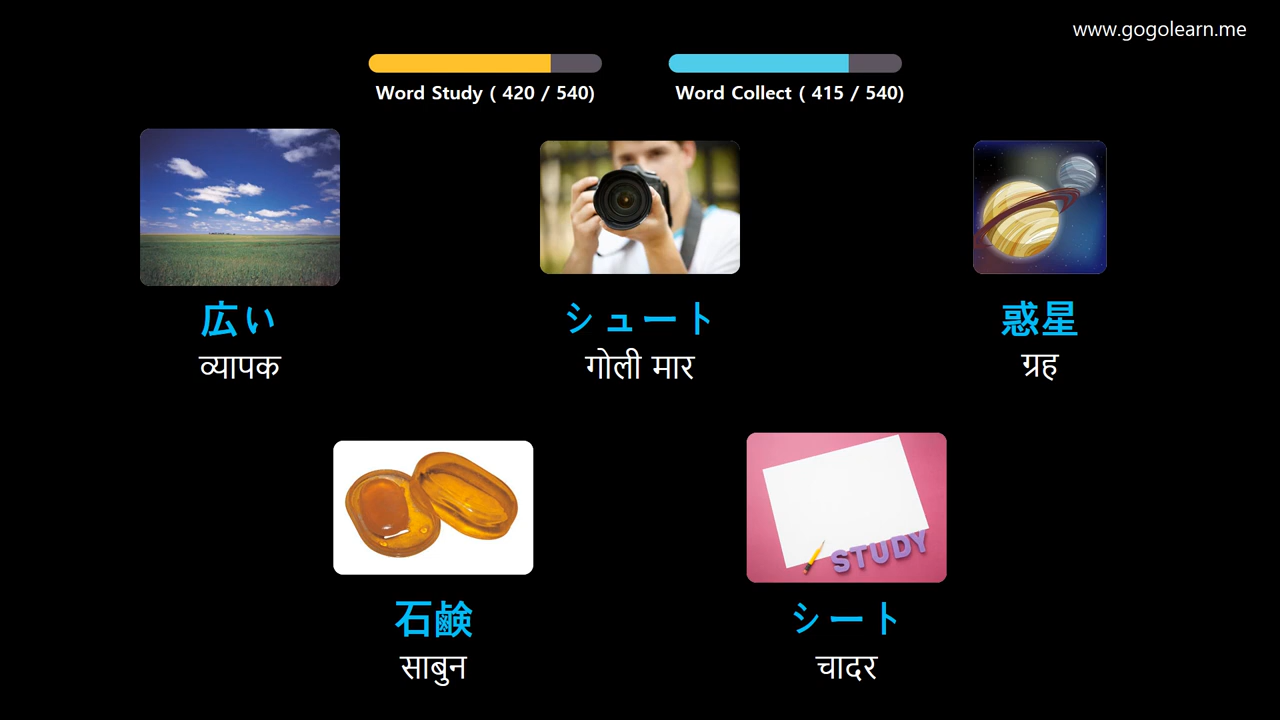 www.gogolearn.me
Word Study ( 420 / 540)
Word Collect ( 415 / 540)
広い
व्यापक
シュート
गोली मार
惑星
ग्रह
石鹸
साबुन
STUDY
シート
चादर